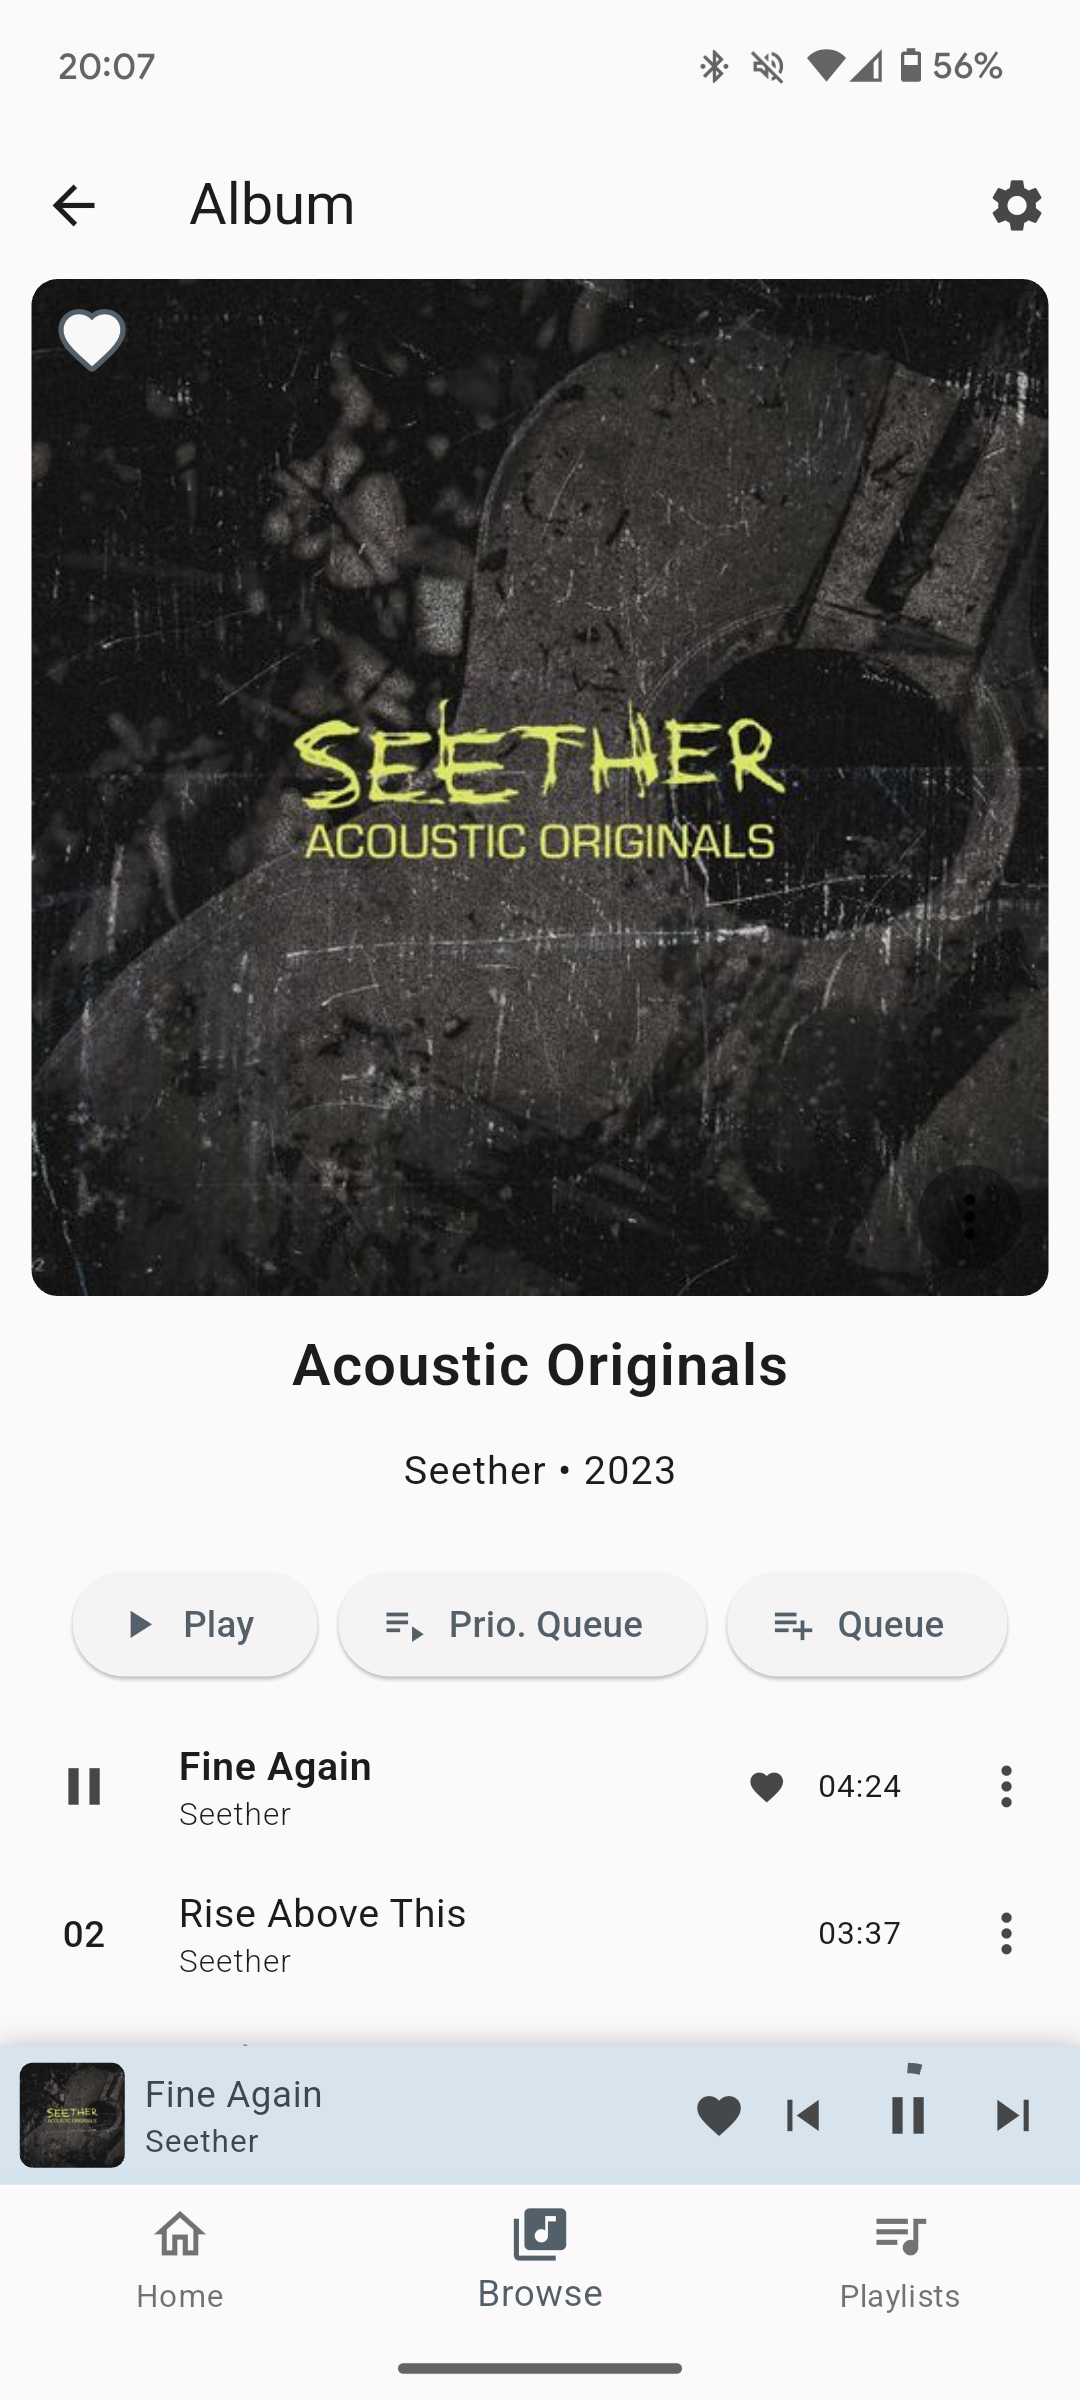 20:07
56%
Album
SEETHER
ACOUSTIC ORIGINALS
Acoustic Originals
Seether • 2023
Play
Prio. Queue
Queue
Fine Again
Seether
04:24
02
Rise Above This
Seether
03:37
SEETHER
ACOUSTIC ORIGINALS
Fine Again
Seether
Home
Browse
Playlists